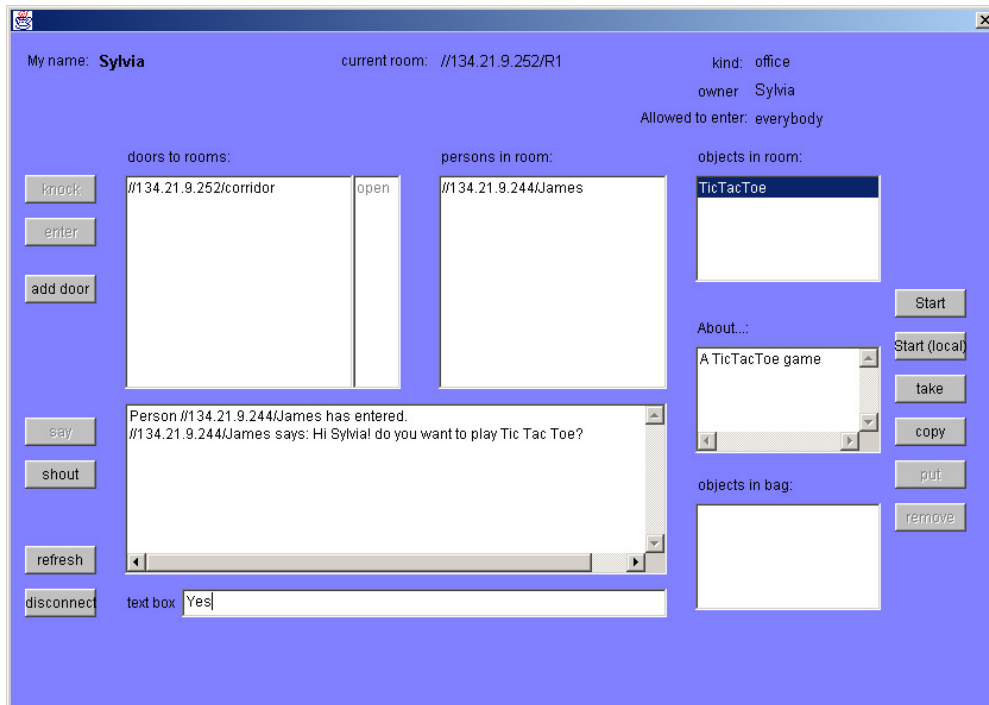 My name: Sylvia current room: //134.21.9.252/R1 kind: office
owner Sylvia
Allowed to enter: everybody
doors to rooms: persons in room: objects in room:
knock //134.21.9.252/corridor open //134.21.9.244/James TicTacToe
enter
add door
Start
About...:
Start (local)
A TicTacToe game
take
Person //134.21.9.244/James has entered.
say //134.21.9.244/James says: Hi Sylvia! do you want to play Tic Tac Toe?
copy
shout
put
objects in bag:
remove
refresh
disconnect text box Yes